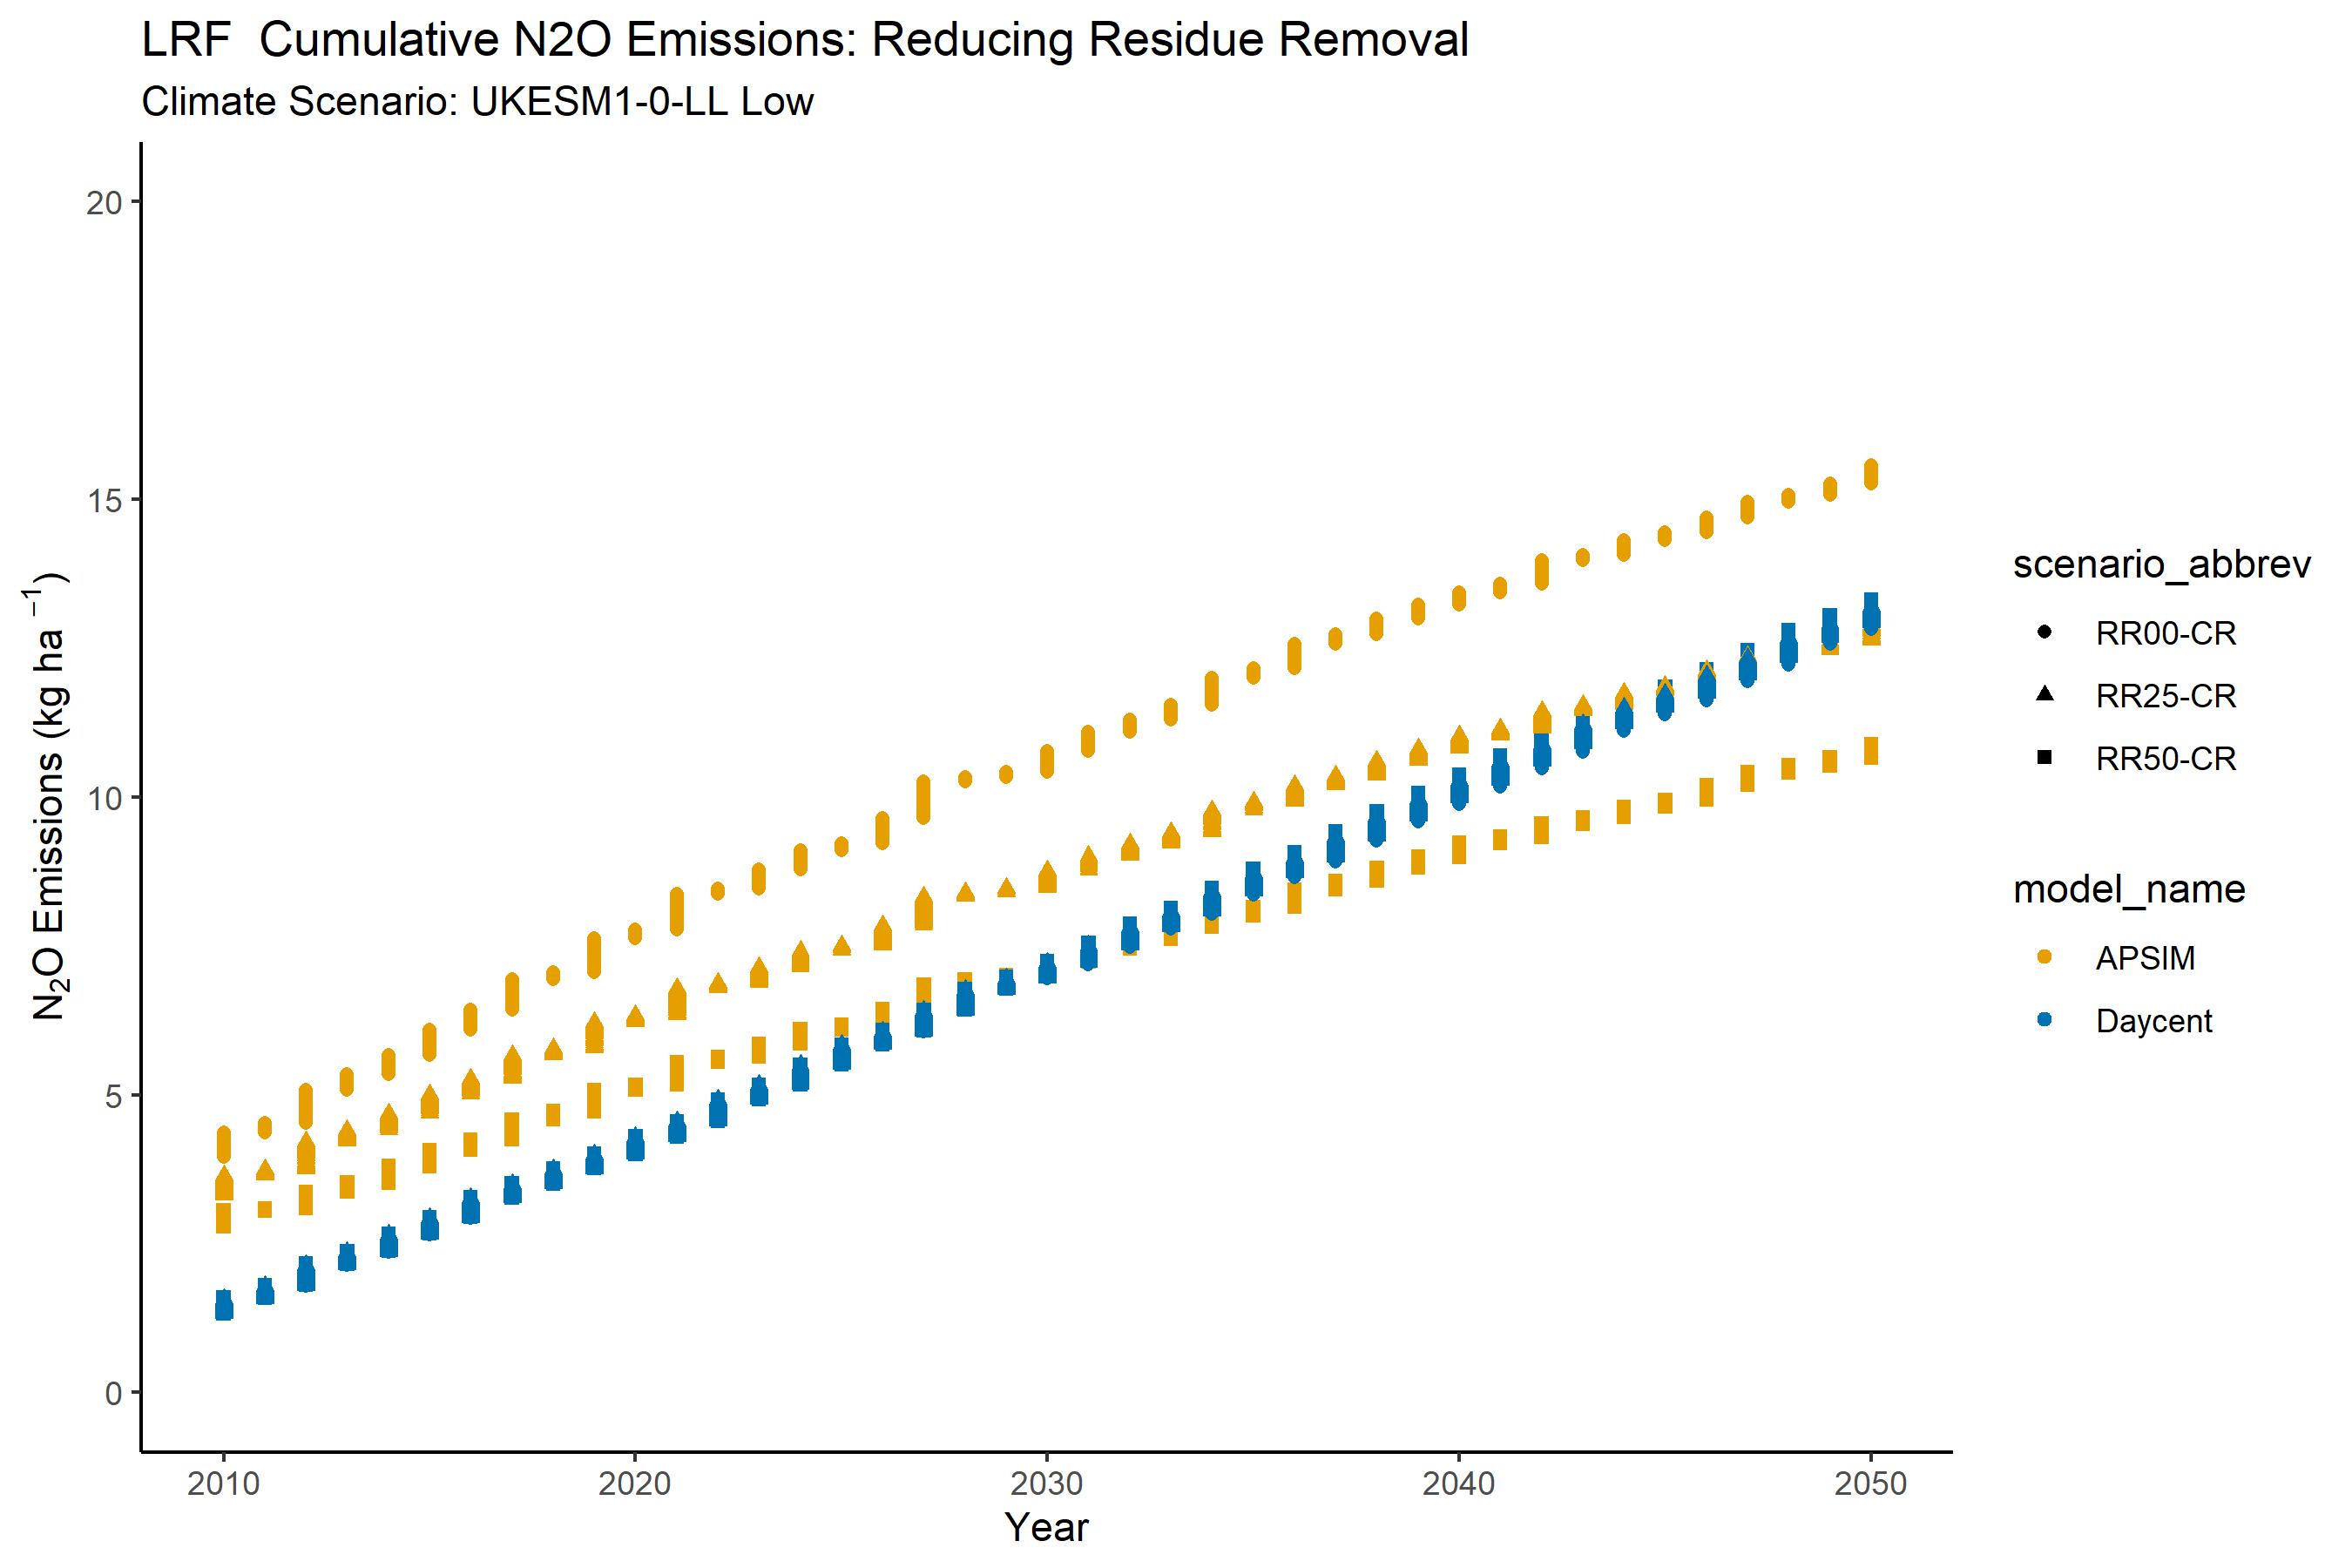 LRF  Cumulative N2O Emissions: Reducing Residue Removal
Climate Scenario: UKESM1-0-LL Low
N₂O Emissions (kg ha ⁻¹)
20
15
10
5
0
2010
2020
2030
2040
2050
Year
scenario_abbrev
RR00-CR
RR25-CR
RR50-CR
model_name
APSIM
Daycent